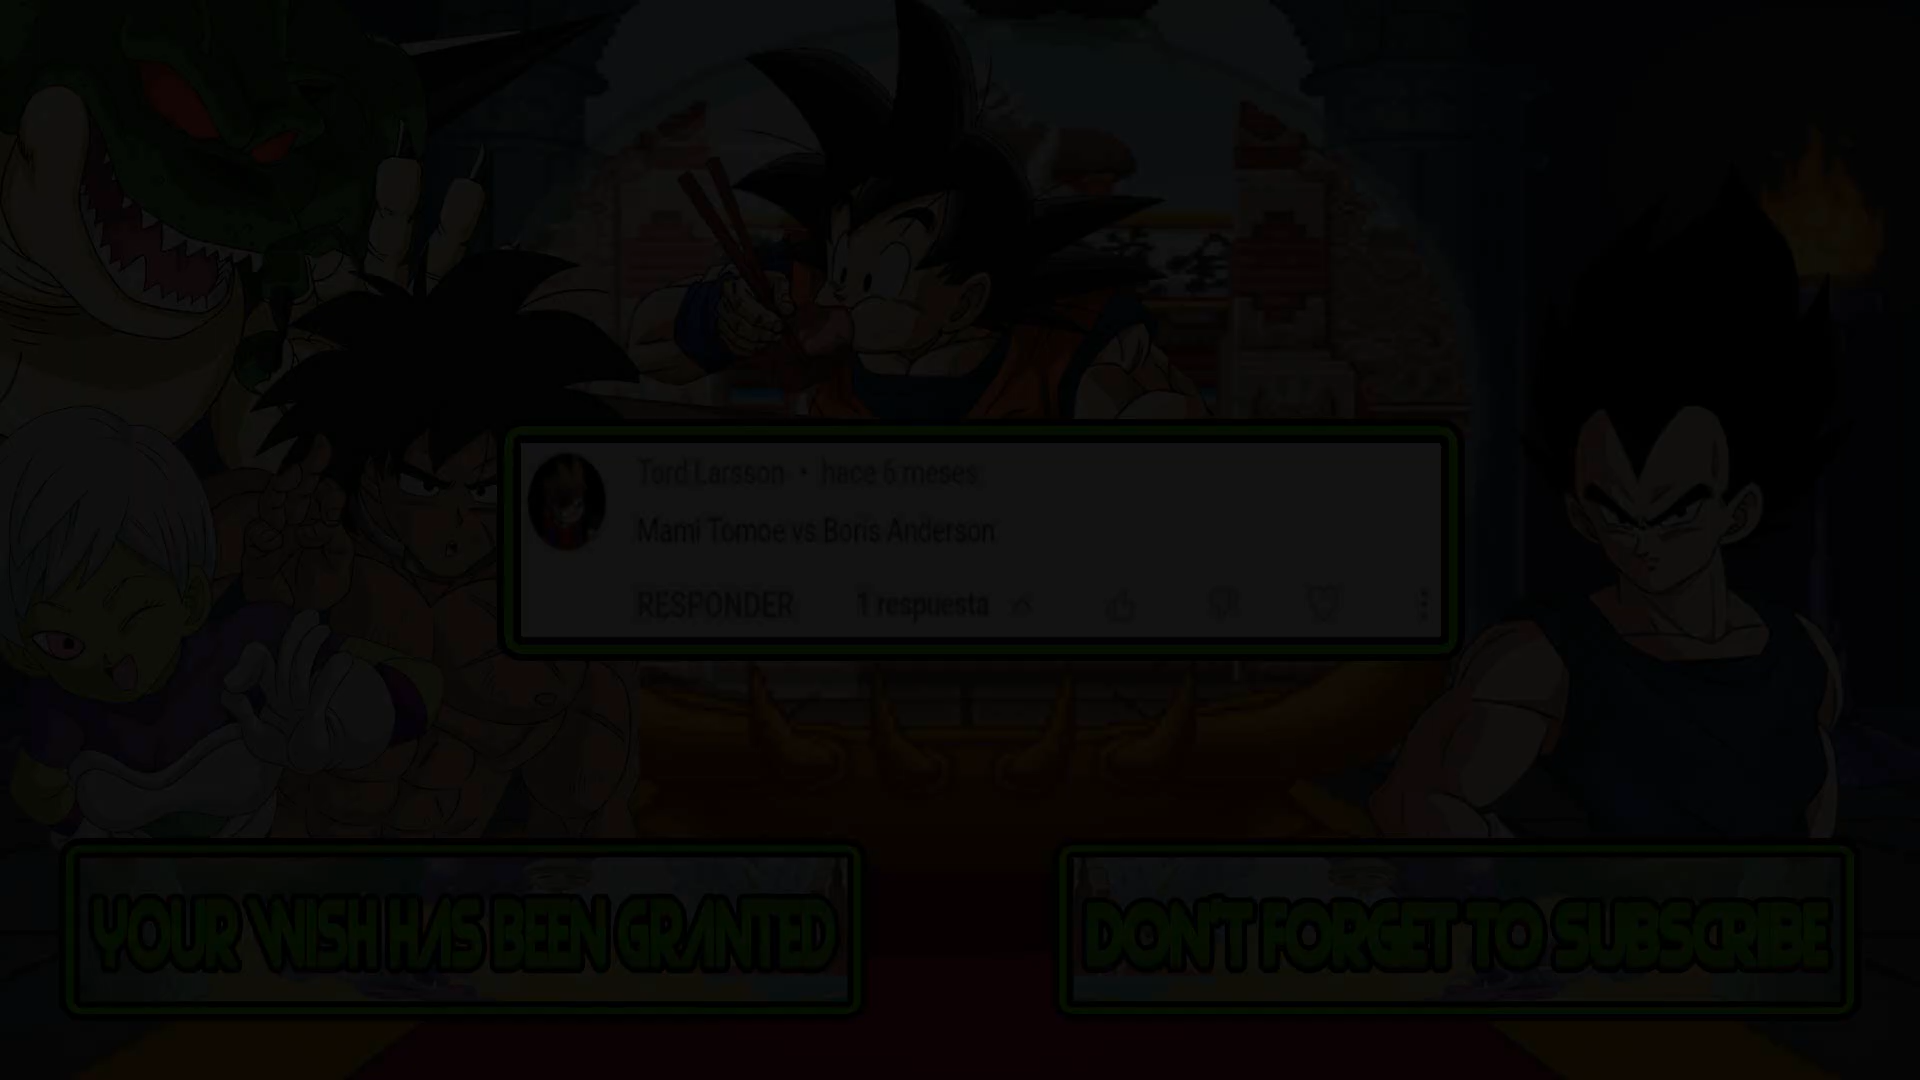 Tord Larsson • hace 6 meses
Mami Tomoe vs Boris Anderson
RESPONDER 1 respuesta
YOUR WISH HAS BEEN GRANTED
DON'T FORGET TO SUBSCRIBE